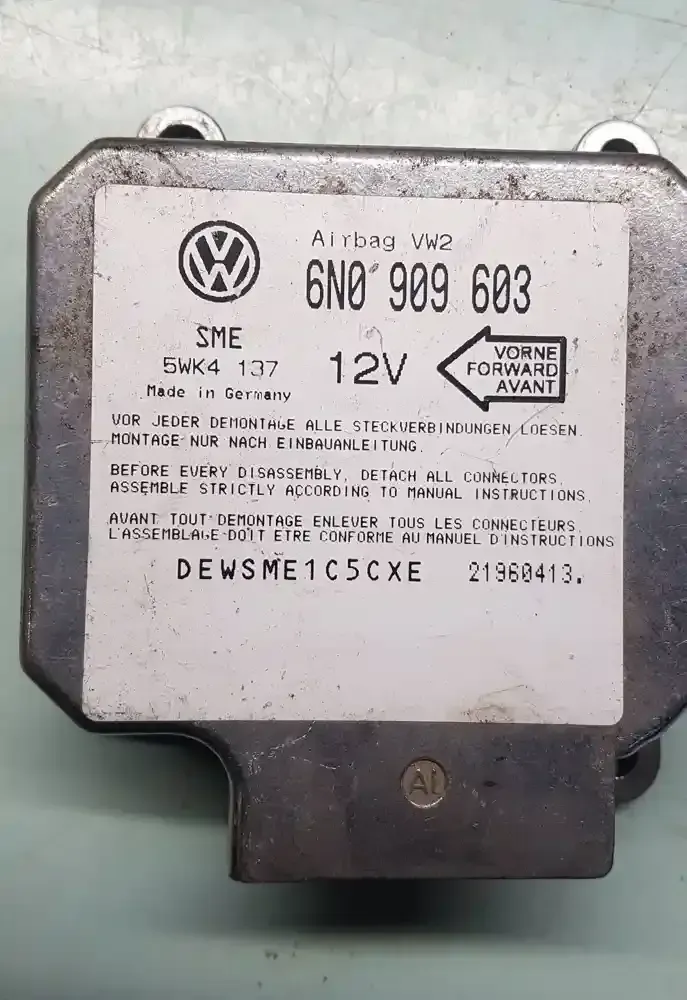 Airbag VW2
6N0 909 603
SME
5WK4 137
12V
VORNE
FORWARD
AVANT
Made in Germany
VOR JEDER DEMONTAGE ALLE STECKVERBINDUNGEN LOESEN.
MONTAGE NUR NACH EINBAUANLEITUNG.
BEFORE EVERY DISASSEMBLY, DETACH ALL CONNECTORS.
ASSEMBLE STRICTLY ACCORDING TO MANUAL INSTRUCTIONS.
AVANT TOUT DEMONTAGE ENLEVER TOUS LES CONNECTEURS.
L'ASSEMBLAGE DOIT ETRE CONFORME AU MANUEL D'INSTRUCTIONS
DEWSME1C5CXE 21960413.
AL